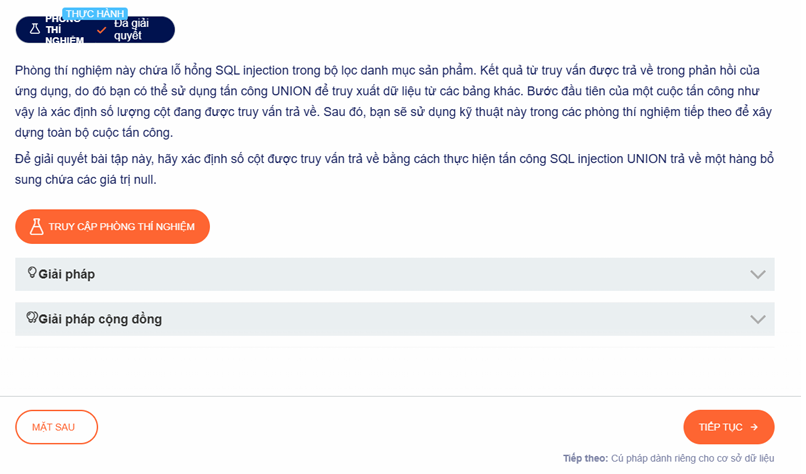 THỰC HÀNH
PHÒNG
THÍ
NGHIỆM
Đã giải
quyết
Phòng thí nghiệm này chứa lỗ hổng SQL injection trong bộ lọc danh mục sản phẩm. Kết quả từ truy vấn được trả về trong phản hồi của
ứng dụng, do đó bạn có thể sử dụng tấn công UNION để truy xuất dữ liệu từ các bảng khác. Bước đầu tiên của một cuộc tấn công như
vậy là xác định số lượng cột đang được truy vấn trả về. Sau đó, bạn sẽ sử dụng kỹ thuật này trong các phòng thí nghiệm tiếp theo để xây
dựng toàn bộ cuộc tấn công.
Để giải quyết bài tập này, hãy xác định số cột được truy vấn trả về bằng cách thực hiện tấn công SQL injection UNION trả về một hàng bổ
sung chứa các giá trị null.
TRUY CẬP PHÒNG THÍ NGHIỆM
Giải pháp
Giải pháp cộng đồng
MẶT SAU
TIẾP TỤC
Tiếp theo: Cú pháp dành riêng cho cơ sở dữ liệu